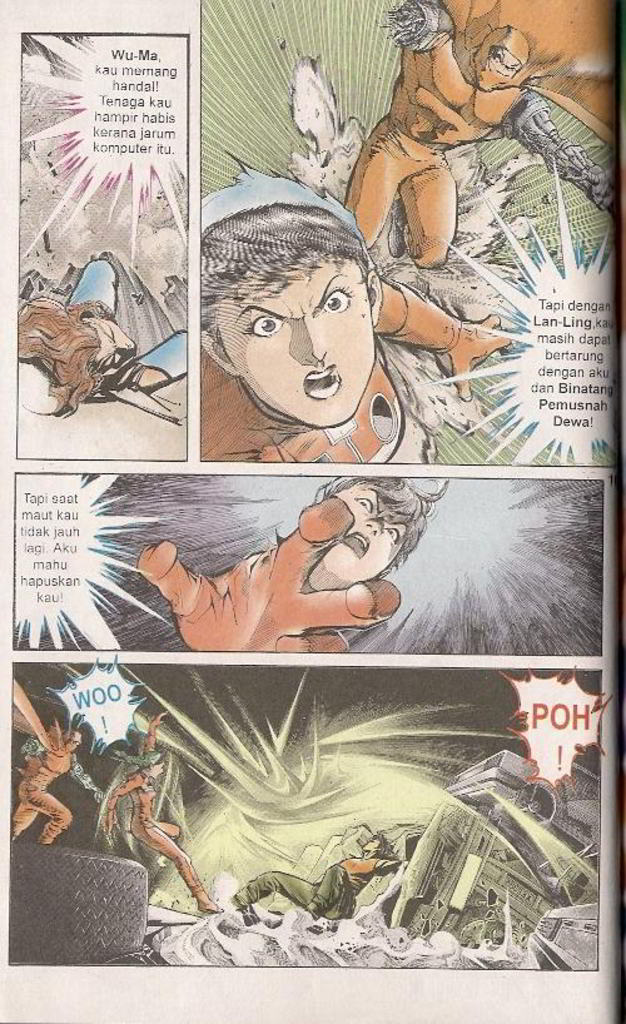 Wu-Ma,
kau memang
handal!
Tenaga kau
hampir habis
kerana jarum
komputer itu.
Tapi dengan
Lan-Ling, kau
masih dapat
bertarung
dengan aku
dan Binatang
Pemusnah
Dewa!
Tapi saat
maut kau
tidak jauh
lagi. Aku
mahu
hapuskan
kau!
WOO
!
POH
!